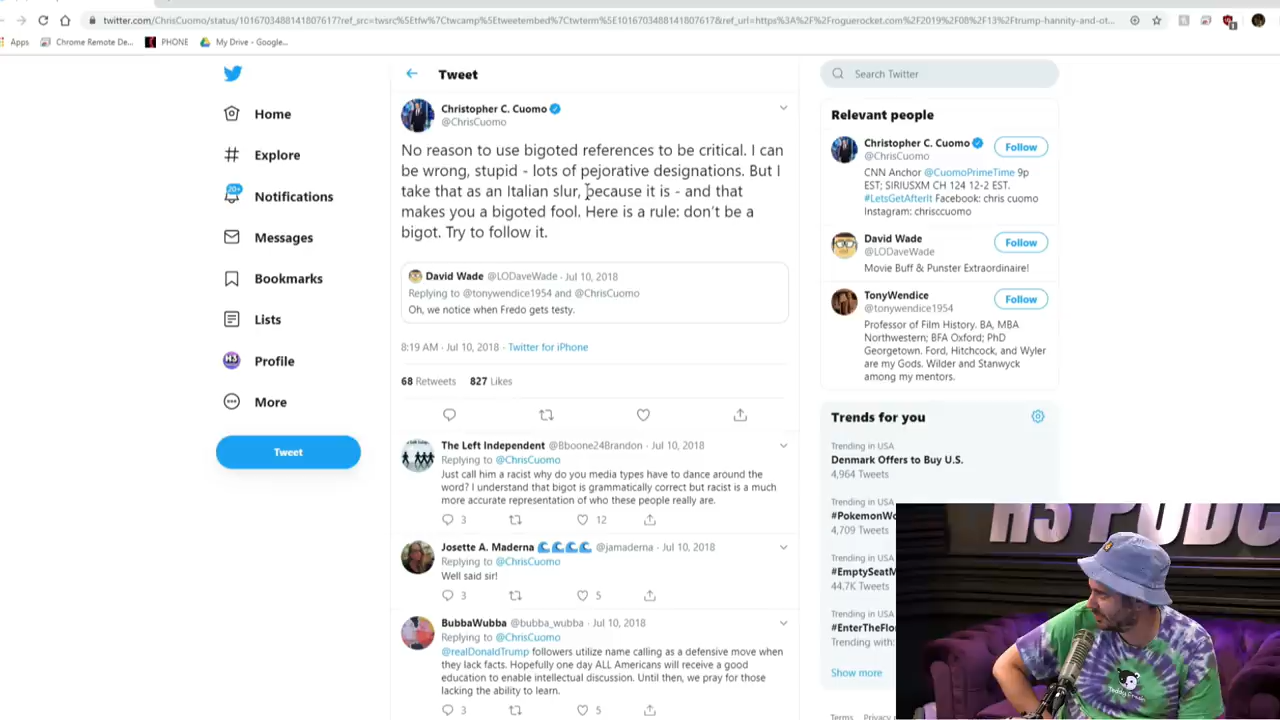 twitter.com/ChrisCuomo/status/1016703488141807617?ref_src=twsrc%5Etfw%7Ctwcamp%5Etweetembed%7Ctwterm%5E1016703488141807617&ref_url=https%3A%2F%2Froguerocket.com%2F2019%2F08%2F13%2Ftrump-hannity-and-ot...
Apps Chrome Remote De... PHONE My Drive - Google...
Home
Explore
20+
Notifications
Messages
Bookmarks
Lists
H3
Profile
More
Tweet
Tweet
Christopher C. Cuomo
@ChrisCuomo
No reason to use bigoted references to be critical. I can
be wrong, stupid - lots of pejorative designations. But I
take that as an Italian slur, because it is - and that
makes you a bigoted fool. Here is a rule: don't be a
bigot. Try to follow it.
David Wade @LODaveWade · Jul 10, 2018
Replying to @tonywendice1954 and @ChrisCuomo
Oh, we notice when Fredo gets testy.
8:19 AM · Jul 10, 2018 · Twitter for iPhone
68 Retweets 827 Likes
The Left Independent @Bboone24Brandon · Jul 10, 2018
Replying to @ChrisCuomo
Just call him a racist why do you media types have to dance around the
word? I understand that bigot is grammatically correct but racist is a much
more accurate representation of who these people really are.
3 12
Josette A. Maderna 🌊🌊🌊🌊 @jamaderna · Jul 10, 2018
Replying to @ChrisCuomo
Well said sir!
3 5
BubbaWubba @bubba_wubba · Jul 10, 2018
Replying to @ChrisCuomo
@realDonaldTrump followers utilize name calling as a defensive move when
they lack facts. Hopefully one day ALL Americans will receive a good
education to enable intellectual discussion. Until then, we pray for those
lacking the ability to learn.
3 5
Search Twitter
Relevant people
Christopher C. Cuomo
@ChrisCuomo
Follow
CNN Anchor @CuomoPrimeTime 9p
EST; SIRIUSXM CH 124 12-2 EST.
#LetsGetAfterIt Facebook: chris cuomo
Instagram: chrisccuomo
David Wade
@LODaveWade
Follow
Movie Buff & Punster Extraordinaire!
TonyWendice
@tonywendice1954
Follow
Professor of Film History. BA, MBA
Northwestern; BFA Oxford; PhD
Georgetown. Ford, Hitchcock, and Wyler
are my Gods. Wilder and Stanwyck
among my mentors.
Trends for you
Trending in USA
Denmark Offers to Buy U.S.
4,964 Tweets
Trending in USA
#PokemonWo
4,709 Tweets
Trending in USA
#EmptySeatM
44.7K Tweets
Trending in USA
#EnterTheFlo
Trending with:
Show more
Terms Privacy
H3 PODC
Teddy Fresh